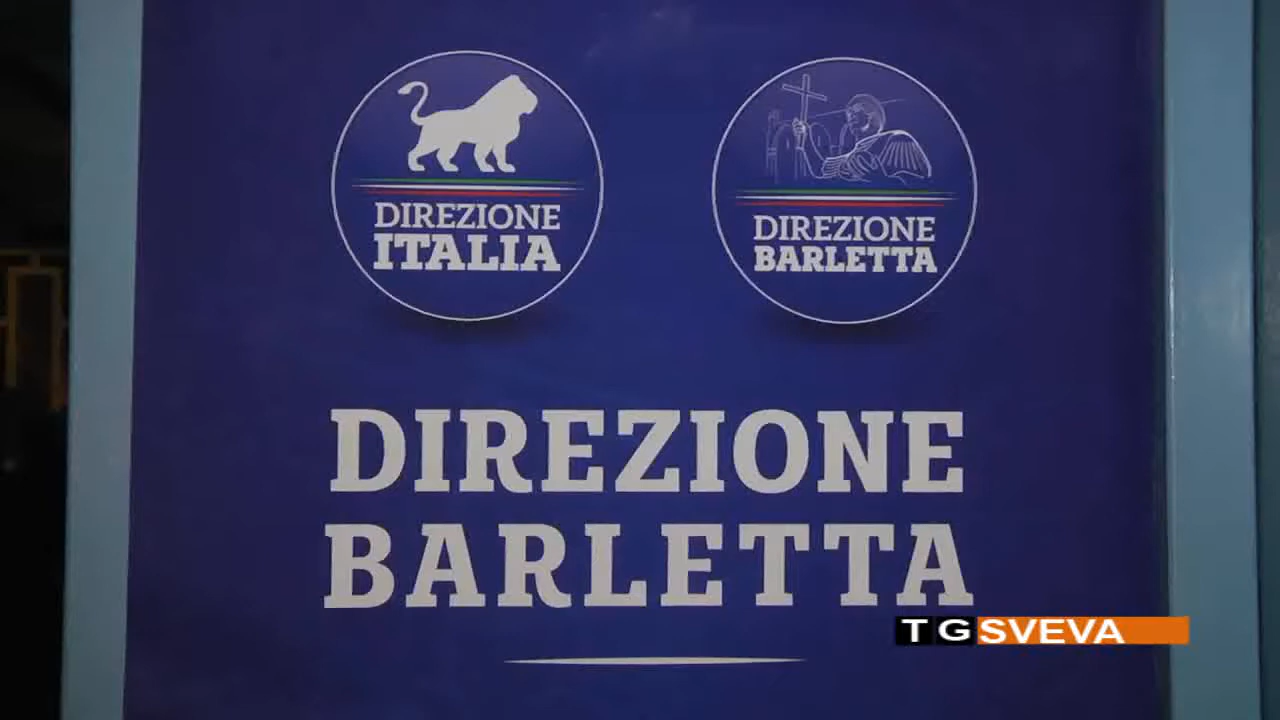 DIREZIONE
ITALIA
DIREZIONE
BARLETTA
DIREZIONE
BARLETTA
TGSVEVA